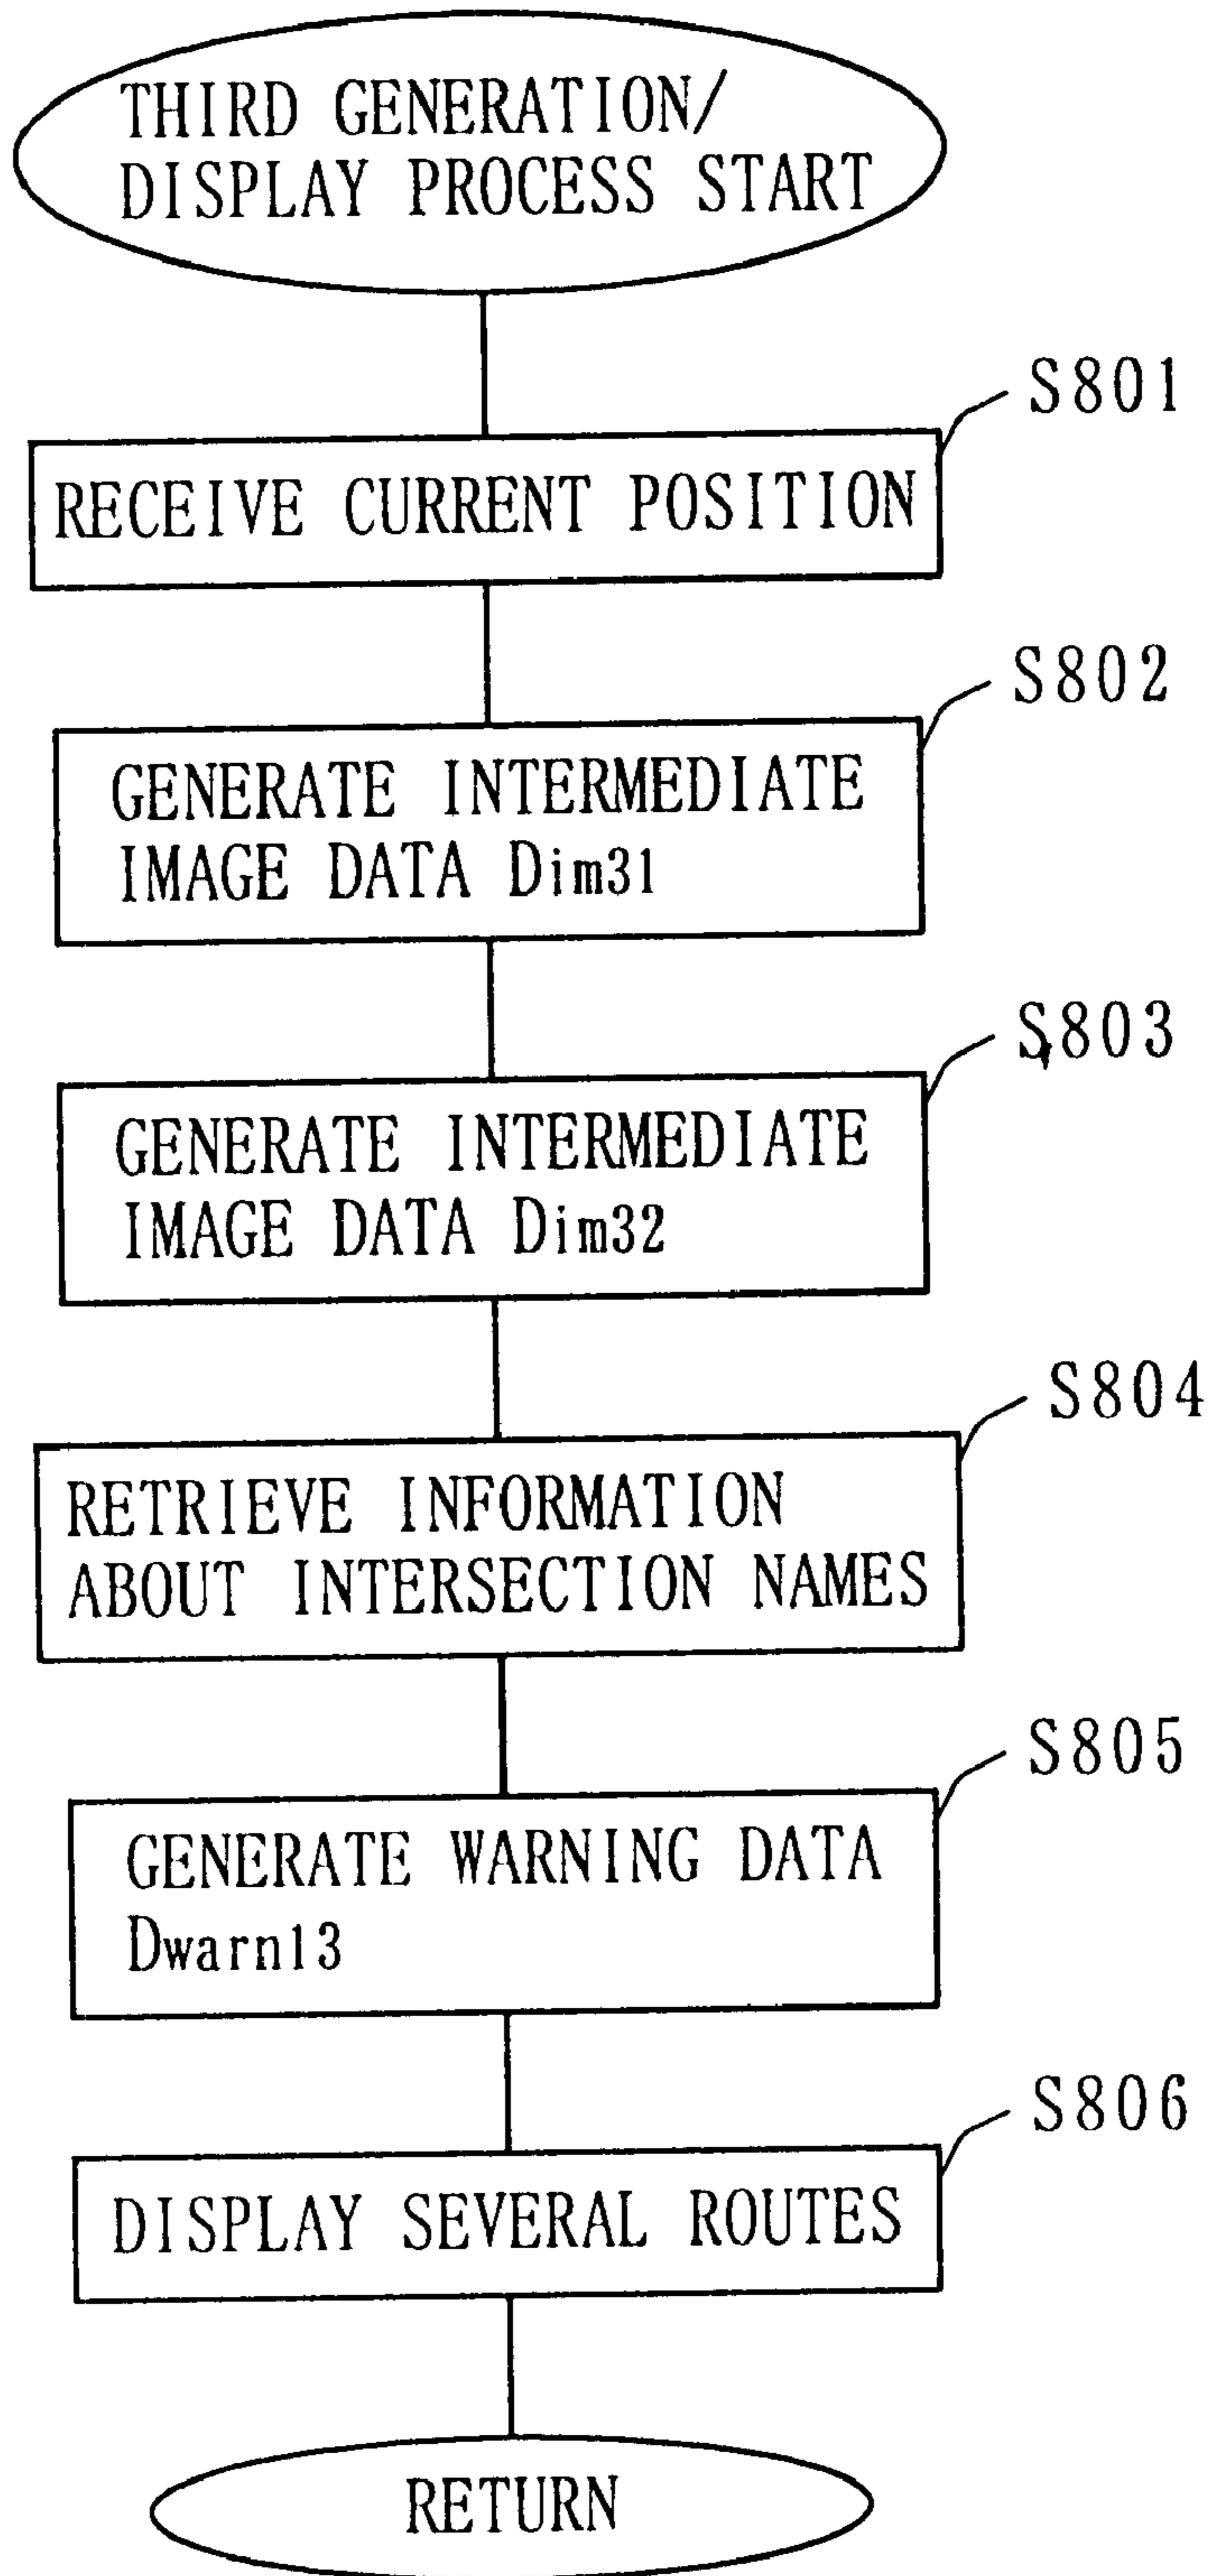 THIRD GENERATION/
DISPLAY PROCESS START
S801
RECEIVE CURRENT POSITION
S802
GENERATE INTERMEDIATE
IMAGE DATA Dim31
S803
GENERATE INTERMEDIATE
IMAGE DATA Dim32
S804
RETRIEVE INFORMATION
ABOUT INTERSECTION NAMES
S805
GENERATE WARNING DATA
Dwarn13
S806
DISPLAY SEVERAL ROUTES
RETURN